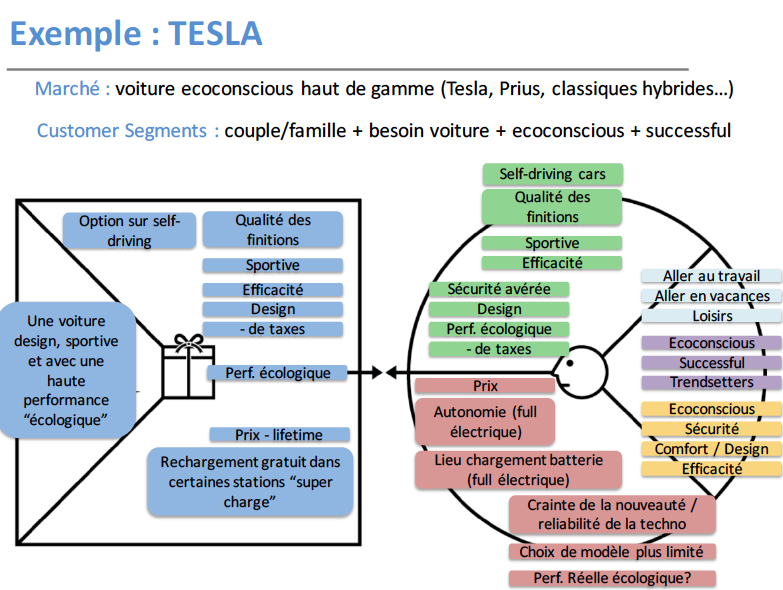 Exemple : TESLA
Marché : voiture ecoconscious haut de gamme (Tesla, Prius, classiques hybrides...)
Customer Segments : couple/famille + besoin voiture + ecoconscious + successful
Option sur self-
driving
Qualité des
finitions
Sportive
Efficacité
Design
- de taxes
Une voiture
design, sportive
et avec une
haute
performance
“écologique”
Perf. écologique
Prix - lifetime
Rechargement gratuit dans
certaines stations “super
charge”
Self-driving cars
Qualité des
finitions
Sportive
Efficacité
Sécurité avérée
Design
Perf. écologique
- de taxes
Prix
Autonomie (full
électrique)
Lieu chargement batterie
(full électrique)
Crainte de la nouveauté /
reliabilité de la techno
Choix de modèle plus limité
Perf. Réelle écologique?
Aller au travail
Aller en vacances
Loisirs
Ecoconscious
Successful
Trendsetters
Ecoconscious
Sécurité
Comfort / Design
Efficacité